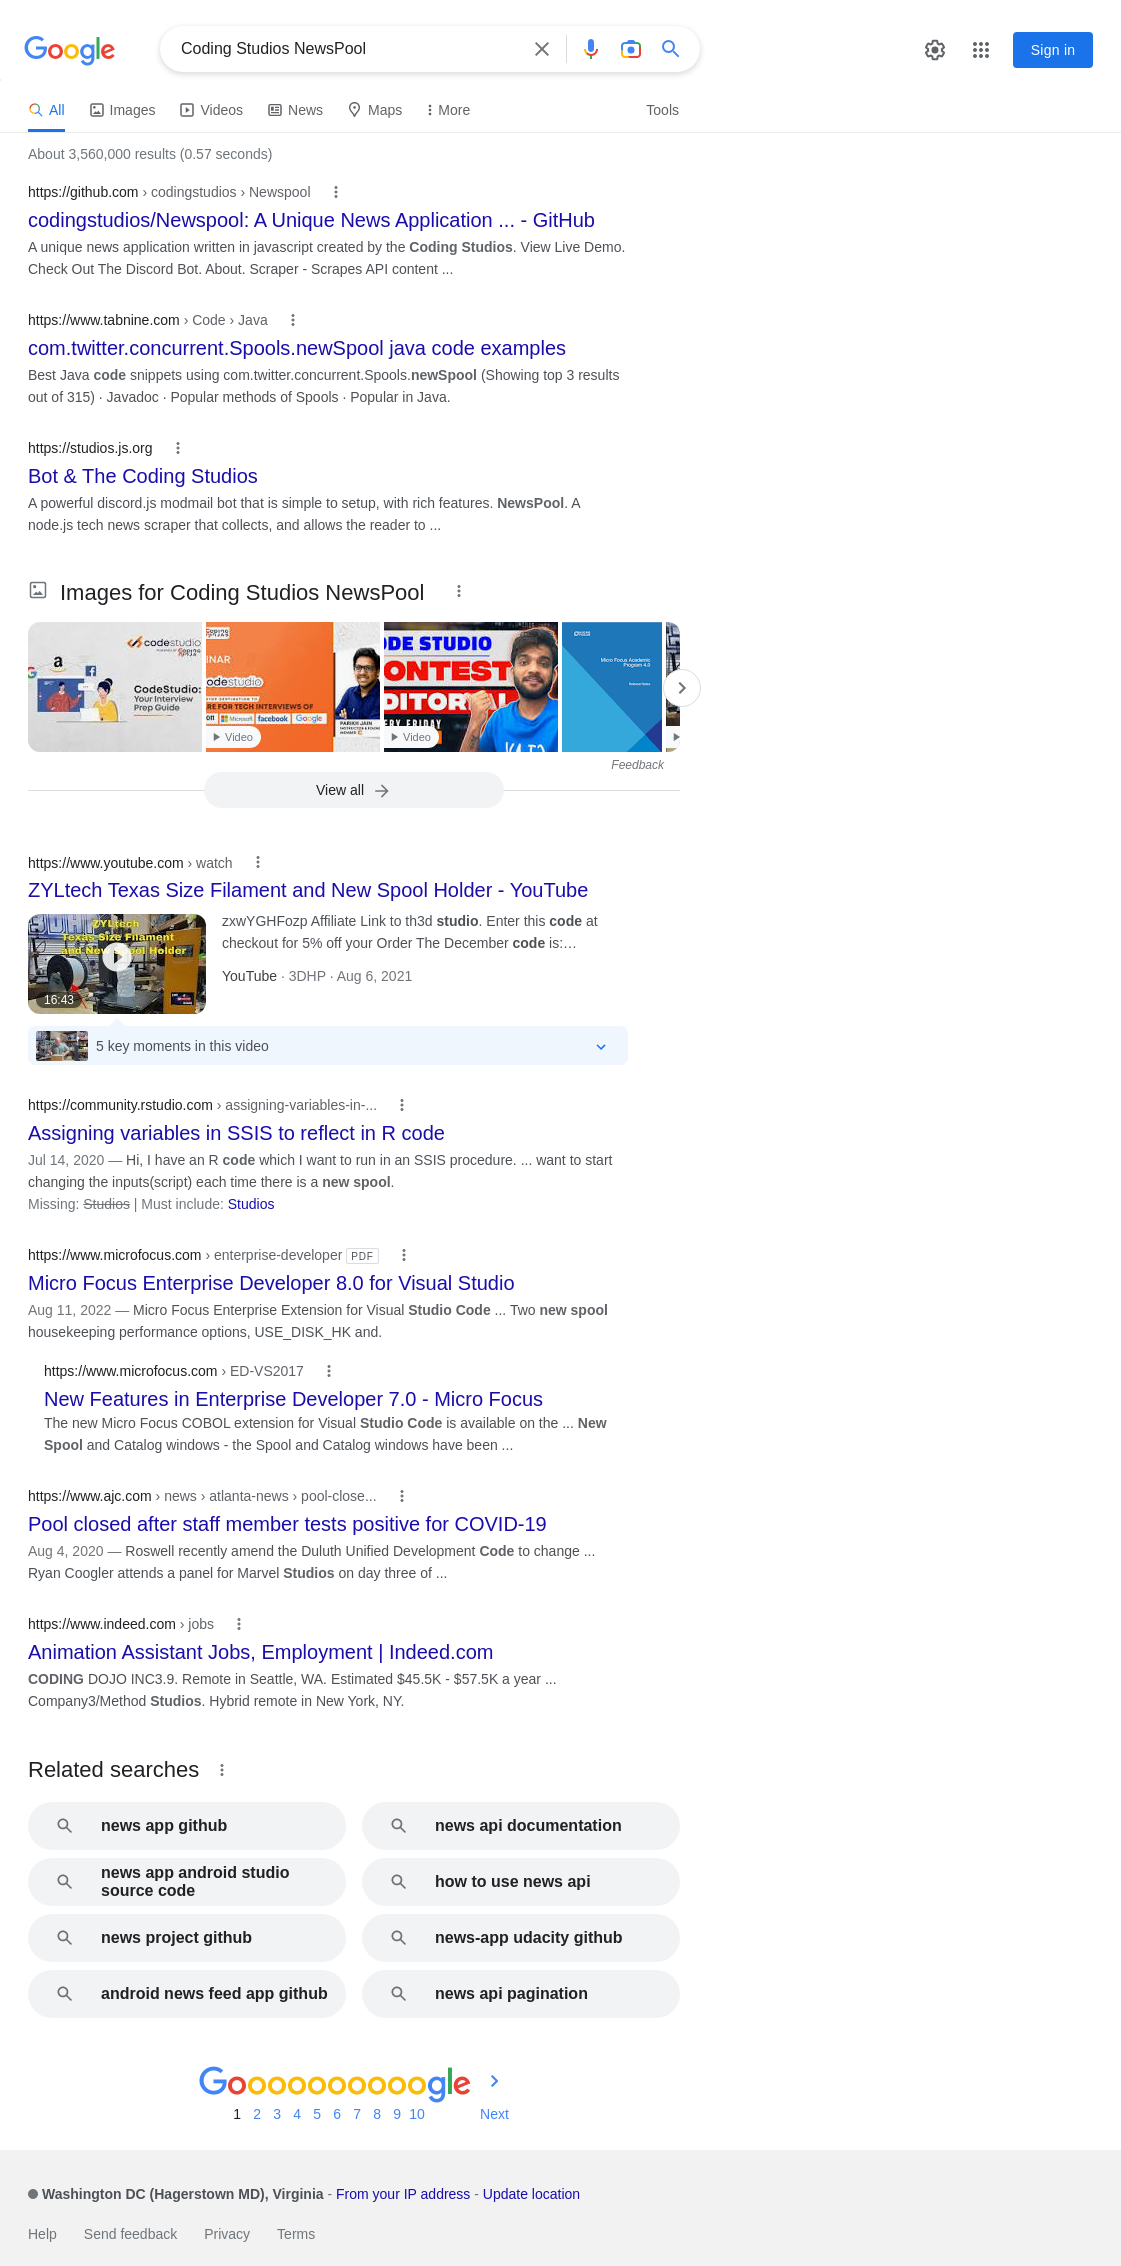 Google
Coding Studios NewsPool
Sign in
All
Images
Videos
News
Maps
More
Tools
About 3,560,000 results (0.57 seconds)
https://github.com › codingstudios › Newspool
codingstudios/Newspool: A Unique News Application ... - GitHub
A unique news application written in javascript created by the Coding Studios. View Live Demo.
Check Out The Discord Bot. About. Scraper - Scrapes API content ...
https://www.tabnine.com › Code › Java
com.twitter.concurrent.Spools.newSpool java code examples
Best Java code snippets using com.twitter.concurrent.Spools.newSpool (Showing top 3 results
out of 315) · Javadoc · Popular methods of Spools · Popular in Java.
https://studios.js.org
Bot & The Coding Studios
A powerful discord.js modmail bot that is simple to setup, with rich features. NewsPool. A
node.js tech news scraper that collects, and allows the reader to ...
Images for Coding Studios NewsPool
codestudio
CodeStudio:
Your Interview
Prep Guide
INAR
odestudio
RE FOR TECH INTERVIEWS OF
Microsoft
facebook
Google
PARIKH JAIN
Video
ODE STUDIO
CONTEST
EDITORIAL
RY FRIDAY
Video
Micro Focus Academic
Program 4.0
Feedback
View all
https://www.youtube.com › watch
ZYLtech Texas Size Filament and New Spool Holder - YouTube
ZYLtech
Texas Size Filament
and New Spool Holder
16:43
zxwYGHFozp Affiliate Link to th3d studio. Enter this code at
checkout for 5% off your Order The December code is:...
YouTube · 3DHP · Aug 6, 2021
5 key moments in this video
https://community.rstudio.com › assigning-variables-in-...
Assigning variables in SSIS to reflect in R code
Jul 14, 2020 — Hi, I have an R code which I want to run in an SSIS procedure. ... want to start
changing the inputs(script) each time there is a new spool.
Missing: Studios | Must include: Studios
https://www.microfocus.com › enterprise-developer PDF
Micro Focus Enterprise Developer 8.0 for Visual Studio
Aug 11, 2022 — Micro Focus Enterprise Extension for Visual Studio Code ... Two new spool
housekeeping performance options, USE_DISK_HK and.
https://www.microfocus.com › ED-VS2017
New Features in Enterprise Developer 7.0 - Micro Focus
The new Micro Focus COBOL extension for Visual Studio Code is available on the ... New
Spool and Catalog windows - the Spool and Catalog windows have been ...
https://www.ajc.com › news › atlanta-news › pool-close...
Pool closed after staff member tests positive for COVID-19
Aug 4, 2020 — Roswell recently amend the Duluth Unified Development Code to change ...
Ryan Coogler attends a panel for Marvel Studios on day three of ...
https://www.indeed.com › jobs
Animation Assistant Jobs, Employment | Indeed.com
CODING DOJO INC3.9. Remote in Seattle, WA. Estimated $45.5K - $57.5K a year ...
Company3/Method Studios. Hybrid remote in New York, NY.
Related searches
news app github
news api documentation
news app android studio
source code
how to use news api
news project github
news-app udacity github
android news feed app github
news api pagination
Goooooooooogle
1 2 3 4 5 6 7 8 9 10 Next
Washington DC (Hagerstown MD), Virginia - From your IP address - Update location
Help
Send feedback
Privacy
Terms